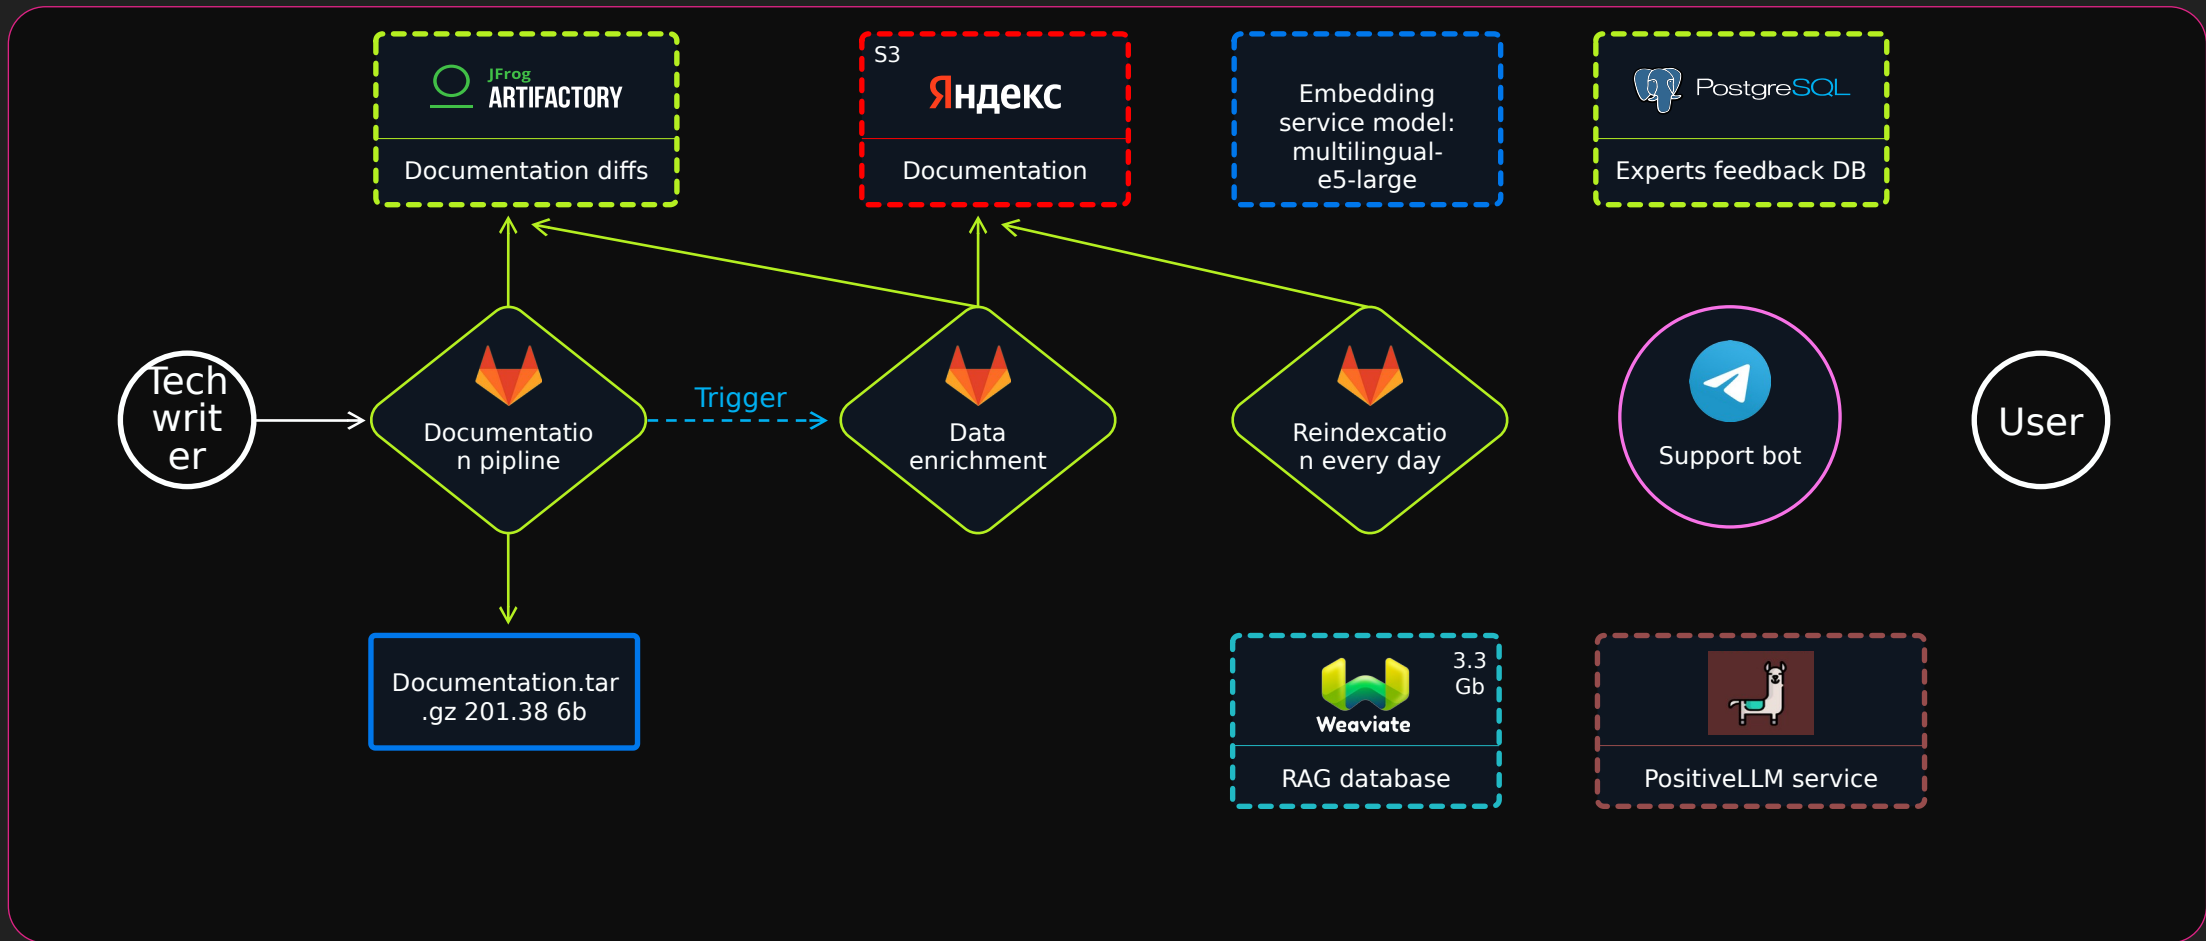 JFrog
ARTIFACTORY
Documentation diffs
S3
Яндекс
Documentation
Embedding
service model:
multilingual-
e5-large
PostgreSQL
Experts feedback DB
Tech
writ
er
Documentatio
n pipline
Trigger
Data
enrichment
Reindexcatio
n every day
Support bot
User
Documentation.tar
.gz 201.38 6b
3.3
Gb
Weaviate
RAG database
PositiveLLM service